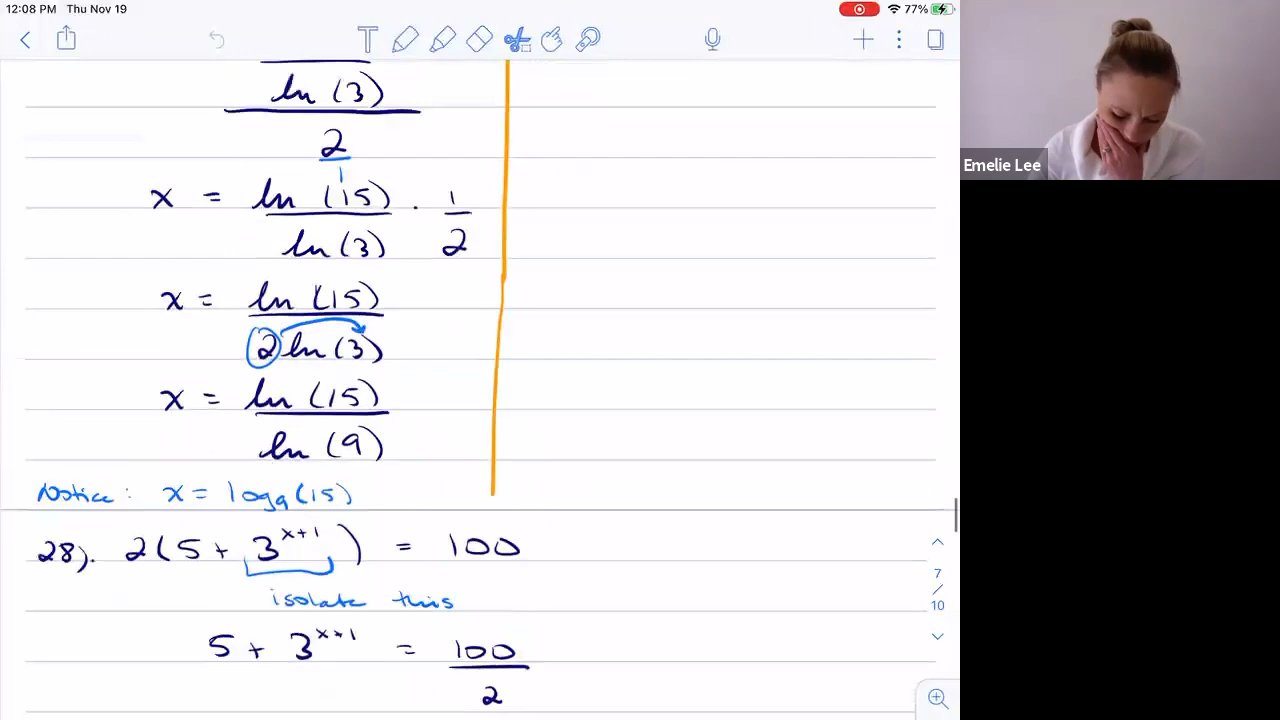 12:08 PM Thu Nov 19
77%
T
ln (3)
2
1
x = ln (15) . 1
ln (3) 2
x = ln (15)
2 ln (3)
x = ln (15)
ln (9)
Notice: x = log₉(15)
28). 2(5 + 3^(x+1)) = 100
isolate this
5 + 3^(x+1) = 100
2
7
/
10
Emelie Lee